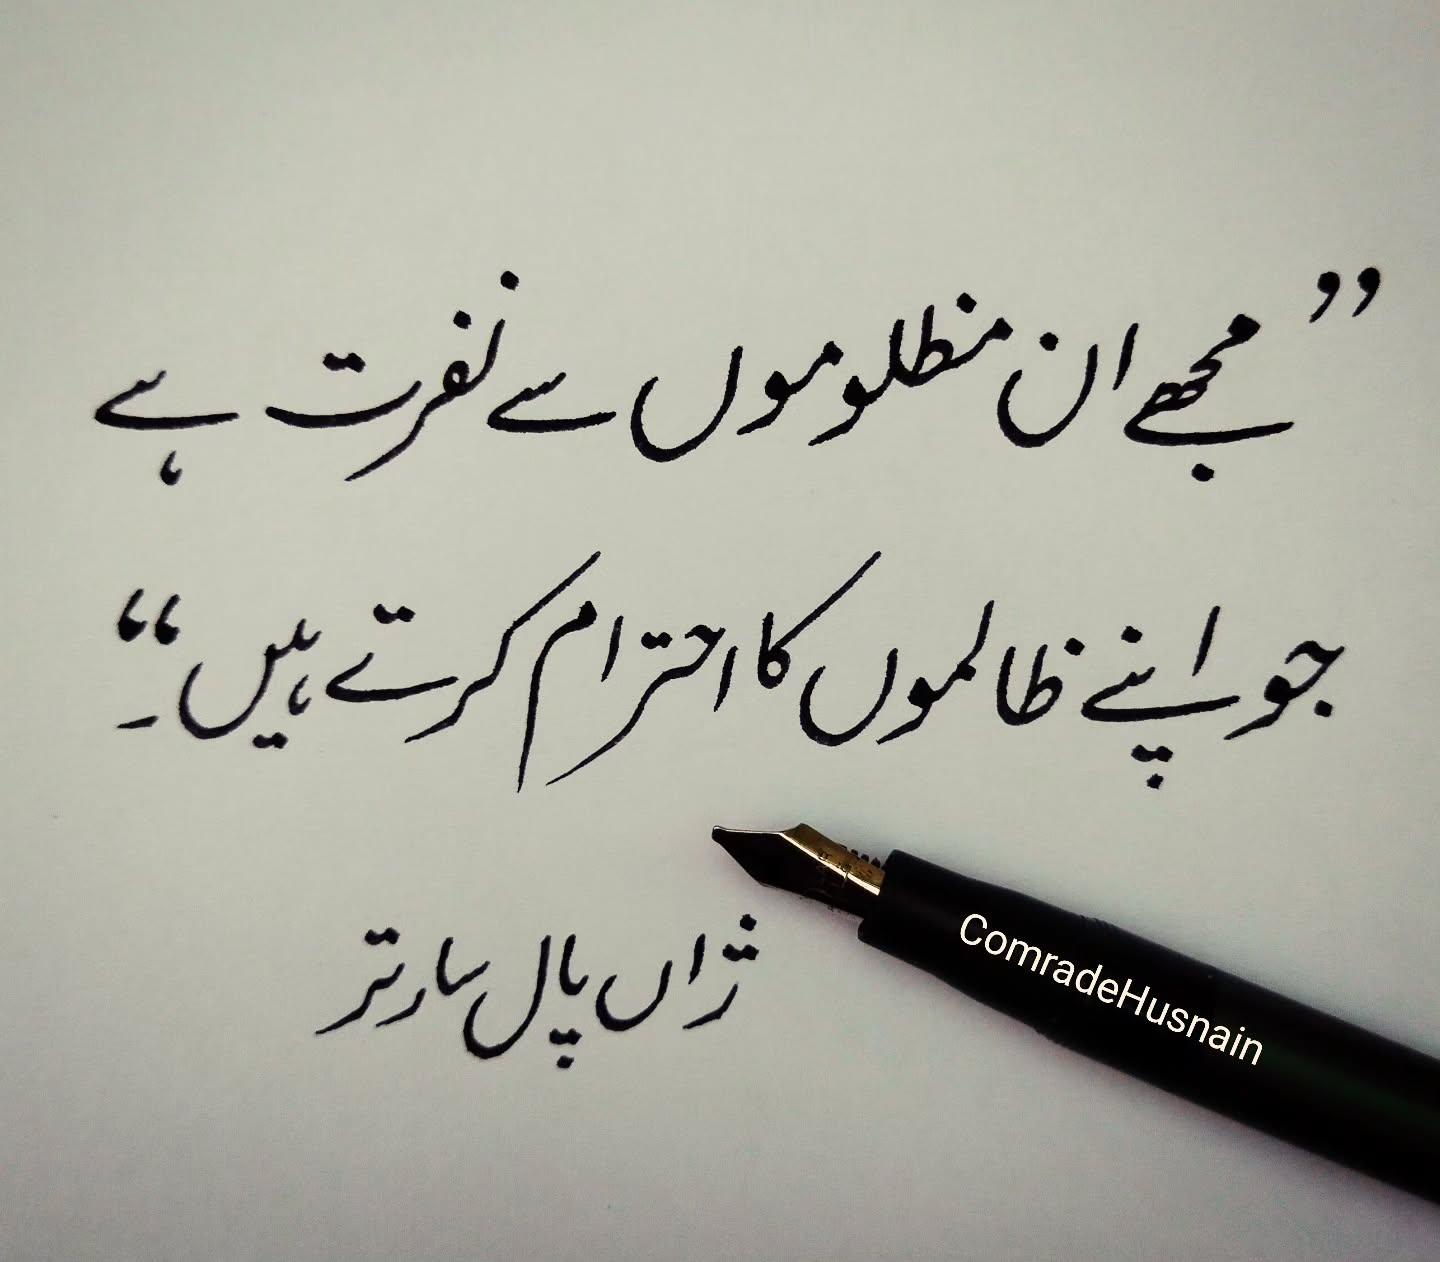 ”مجھے ان مظلوموں سے نفرت ہے
جو اپنے ظالموں کا احترام کرتے ہیں“۔
ژاں پال سارتر
ComradeHusnain